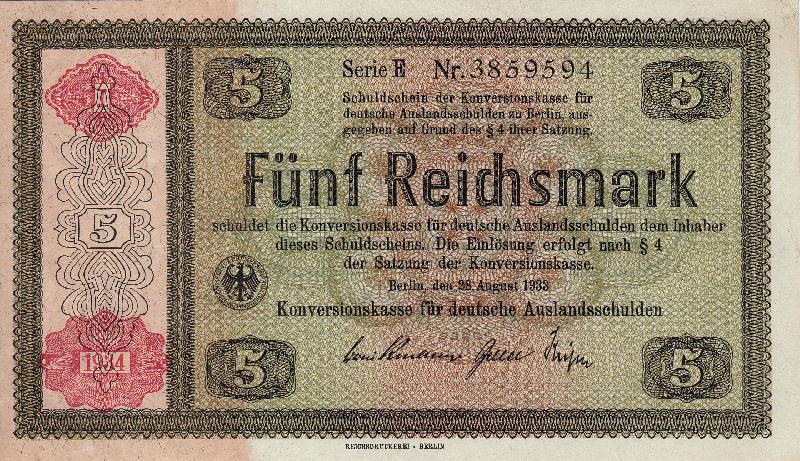 5
Serie E Nr. 3859594
5
Schuldschein der Konversionskasse für
deutsche Auslandsschulden zu Berlin, aus-
gegeben auf Grund des § 4 ihrer Satzung.
Fünf Reichsmark
5
schuldet die Konversionskasse für deutsche Auslandsschulden dem Inhaber
dieses Schuldscheins. Die Einlösung erfolgt nach § 4
der Satzung der Konversionskasse.
Berlin, den 28. August 1933
Konversionskasse für deutsche Auslandsschulden
1934
5
5
REICHSDRUCKEREI · BERLIN